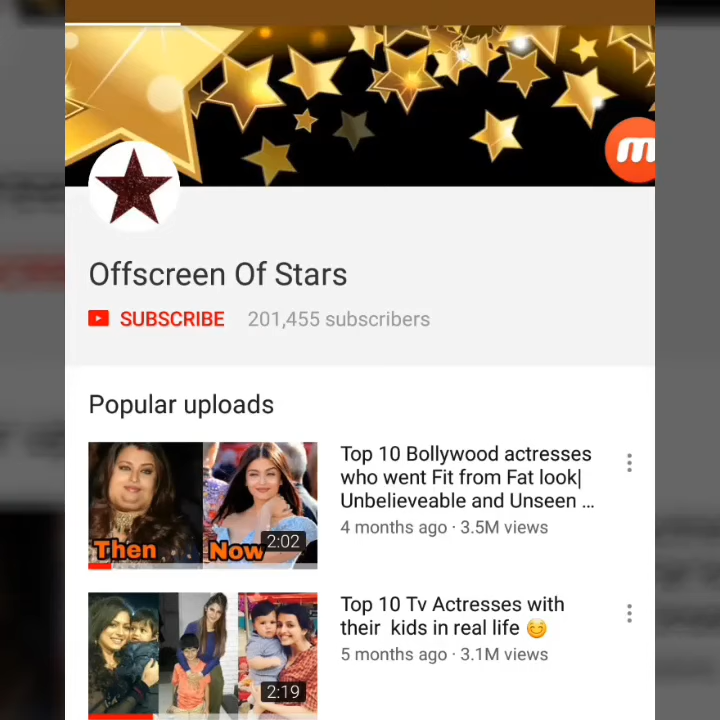 m
Offscreen Of Stars
SUBSCRIBE 201,455 subscribers
Popular uploads
Top 10 Bollywood actresses
who went Fit from Fat look|
Unbelieveable and Unseen ...
4 months ago · 3.5M views
Then Now 2:02
Top 10 Tv Actresses with
their kids in real life 😊
5 months ago · 3.1M views
2:19